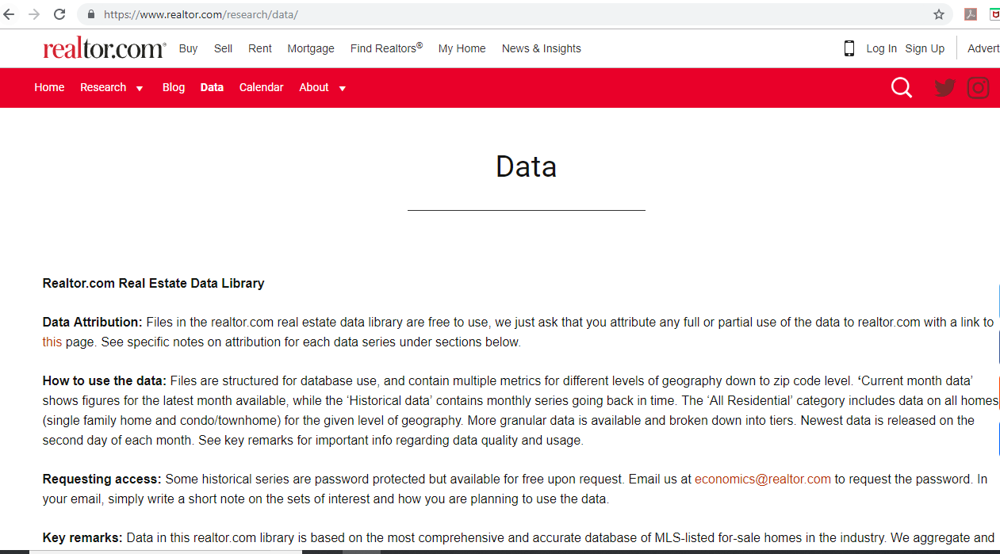 https://www.realtor.com/research/data/
realtor.com® Buy Sell Rent Mortgage Find Realtors® My Home News & Insights Log In Sign Up Advert
Home Research Blog Data Calendar About
Data
Realtor.com Real Estate Data Library
Data Attribution: Files in the realtor.com real estate data library are free to use, we just ask that you attribute any full or partial use of the data to realtor.com with a link to
this page. See specific notes on attribution for each data series under sections below.
How to use the data: Files are structured for database use, and contain multiple metrics for different levels of geography down to zip code level. ‘Current month data’
shows figures for the latest month available, while the ‘Historical data’ contains monthly series going back in time. The ‘All Residential’ category includes data on all homes
(single family home and condo/townhome) for the given level of geography. More granular data is available and broken down into tiers. Newest data is released on the
second day of each month. See key remarks for important info regarding data quality and usage.
Requesting access: Some historical series are password protected but available for free upon request. Email us at economics@realtor.com to request the password. In
your email, simply write a short note on the sets of interest and how you are planning to use the data.
Key remarks: Data in this realtor.com library is based on the most comprehensive and accurate database of MLS-listed for-sale homes in the industry. We aggregate and